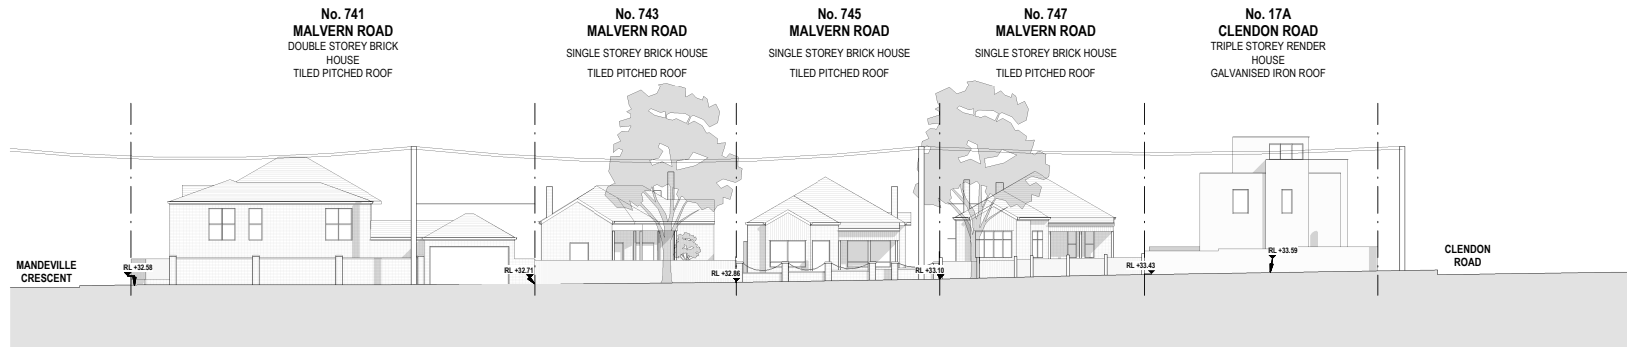 No. 741
MALVERN ROAD
DOUBLE STOREY BRICK
HOUSE
TILED PITCHED ROOF
No. 743
MALVERN ROAD
SINGLE STOREY BRICK HOUSE
TILED PITCHED ROOF
No. 745
MALVERN ROAD
SINGLE STOREY BRICK HOUSE
TILED PITCHED ROOF
No. 747
MALVERN ROAD
SINGLE STOREY BRICK HOUSE
TILED PITCHED ROOF
No. 17A
CLENDON ROAD
TRIPLE STOREY RENDER
HOUSE
GALVANISED IRON ROOF
MANDEVILLE
CRESCENT
RL +32.58
RL +32.71
RL +32.86
RL +33.10
RL +33.43
RL +33.59
CLENDON
ROAD